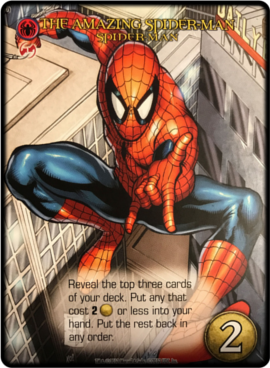 THE AMAZING SPIDER-MAN
SPIDER-MAN
Reveal the top three cards
of your deck. Put any that
cost 2 or less into your
hand. Put the rest back in
any order.
2